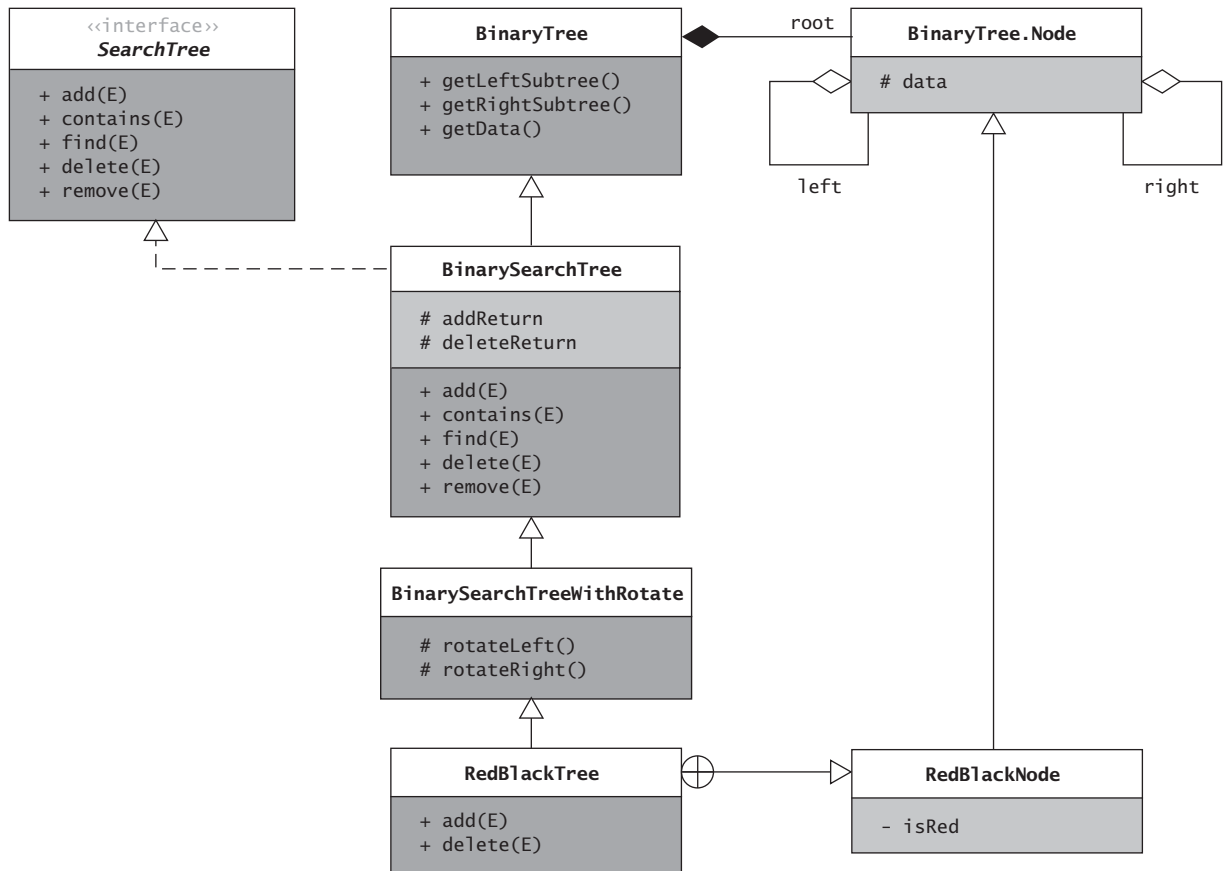 ‹‹interface››
SearchTree
+ add(E)
+ contains(E)
+ find(E)
+ delete(E)
+ remove(E)
BinaryTree
+ getLeftSubtree()
+ getRightSubtree()
+ getData()
root
BinaryTree.Node
# data
left
right
BinarySearchTree
# addReturn
# deleteReturn
+ add(E)
+ contains(E)
+ find(E)
+ delete(E)
+ remove(E)
BinarySearchTreeWithRotate
# rotateLeft()
# rotateRight()
RedBlackTree
+ add(E)
+ delete(E)
RedBlackNode
- isRed